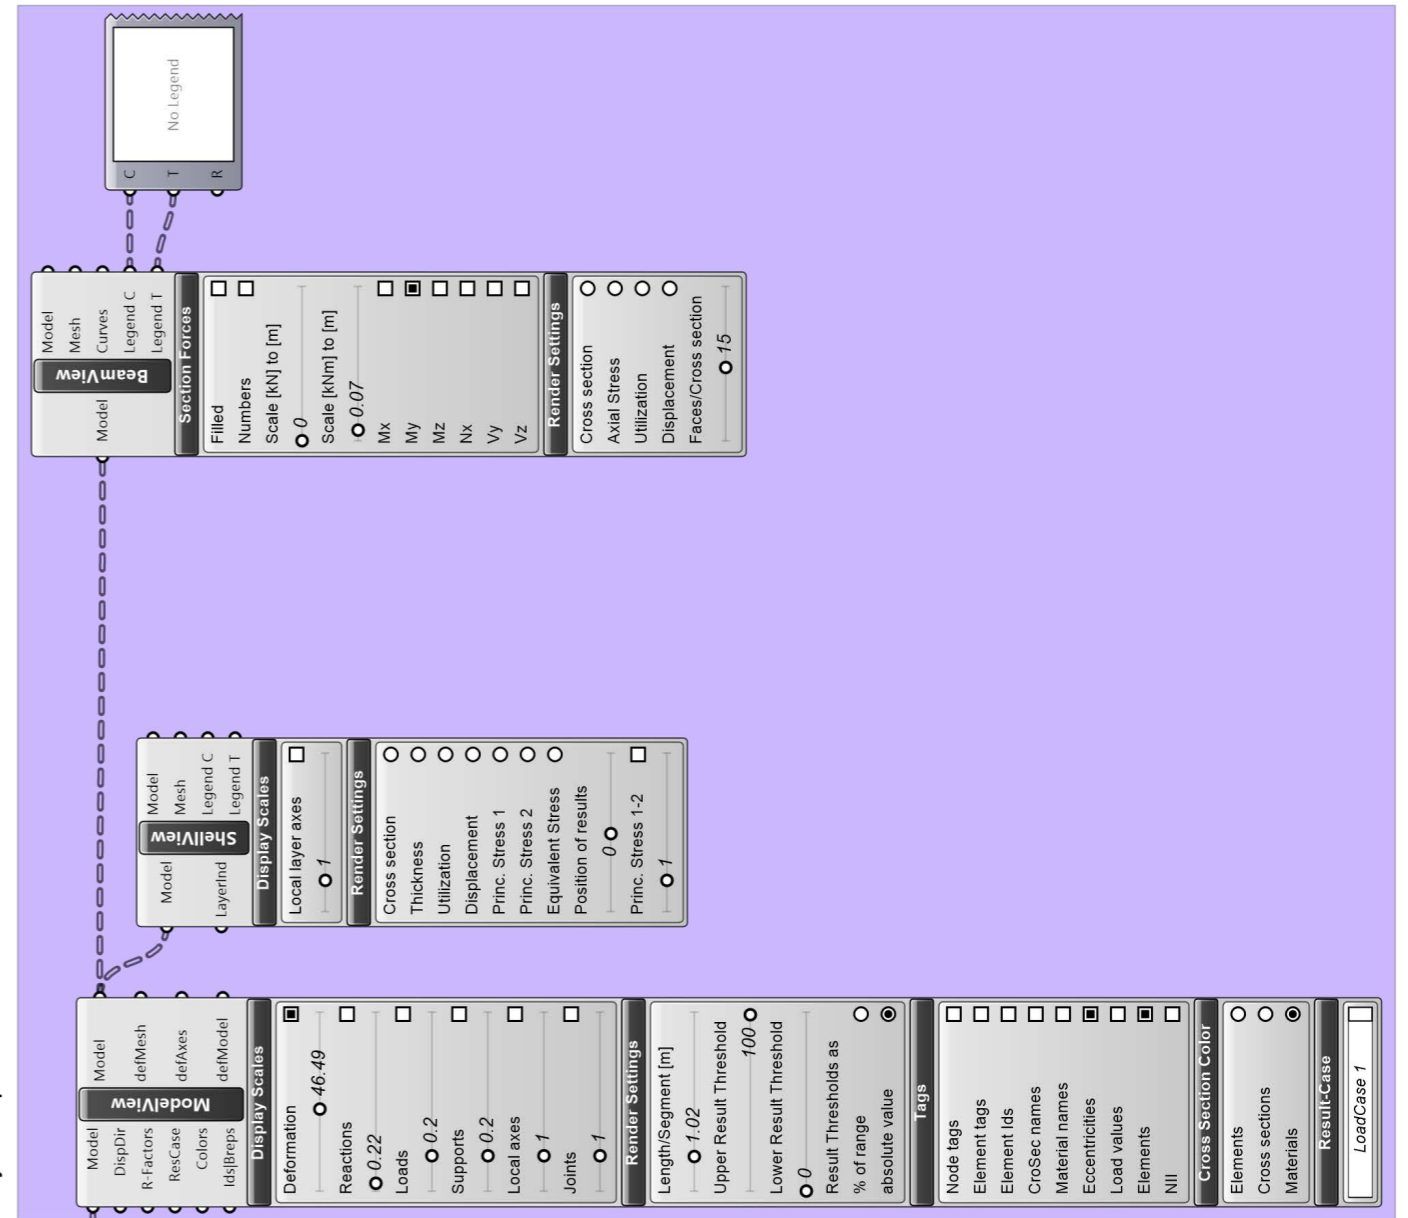 Model
DispDir
R-Factors
ResCase
Colors
Ids|Breps
ModelView
Model
defMesh
defAxes
defModel
Display Scales
Deformation
46.49
Reactions
0.22
Loads
0.2
Supports
0.2
Local axes
1
Joints
1
Render Settings
Length/Segment [m]
1.02
Upper Result Threshold
100
Lower Result Threshold
0
Result Thresholds as
% of range
absolute value
Tags
Node tags
Element tags
Element Ids
CroSec names
Material names
Eccentricities
Load values
Elements
NII
Cross Section Color
Elements
Cross sections
Materials
Result-Case
LoadCase 1
Model
LayerInd
ShellView
Model
Mesh
Legend C
Legend T
Display Scales
Local layer axes
1
Render Settings
Cross section
Thickness
Utilization
Displacement
Princ. Stress 1
Princ. Stress 2
Equivalent Stress
Position of results
0
Princ. Stress 1-2
1
Model
BeamView
Model
Mesh
Curves
Legend C
Legend T
Section Forces
Filled
Numbers
Scale [kN] to [m]
0
Scale [kNm] to [m]
0.07
Mx
My
Mz
Nx
Vy
Vz
Render Settings
Cross section
Axial Stress
Utilization
Displacement
Faces/Cross section
15
C
T
R
No Legend